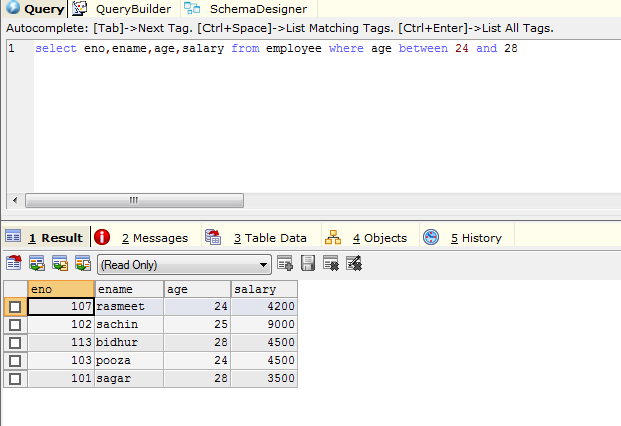 Query QueryBuilder SchemaDesigner
Autocomplete: [Tab]->Next Tag. [Ctrl+Space]->List Matching Tags. [Ctrl+Enter]->List All Tags.
1 select eno,ename,age,salary from employee where age between 24 and 28
1 Result 2 Messages 3 Table Data 4 Objects 5 History
(Read Only)
eno ename age salary
107 rasmeet 24 4200
102 sachin 25 9000
113 bidhur 28 4500
103 pooza 24 4500
101 sagar 28 3500